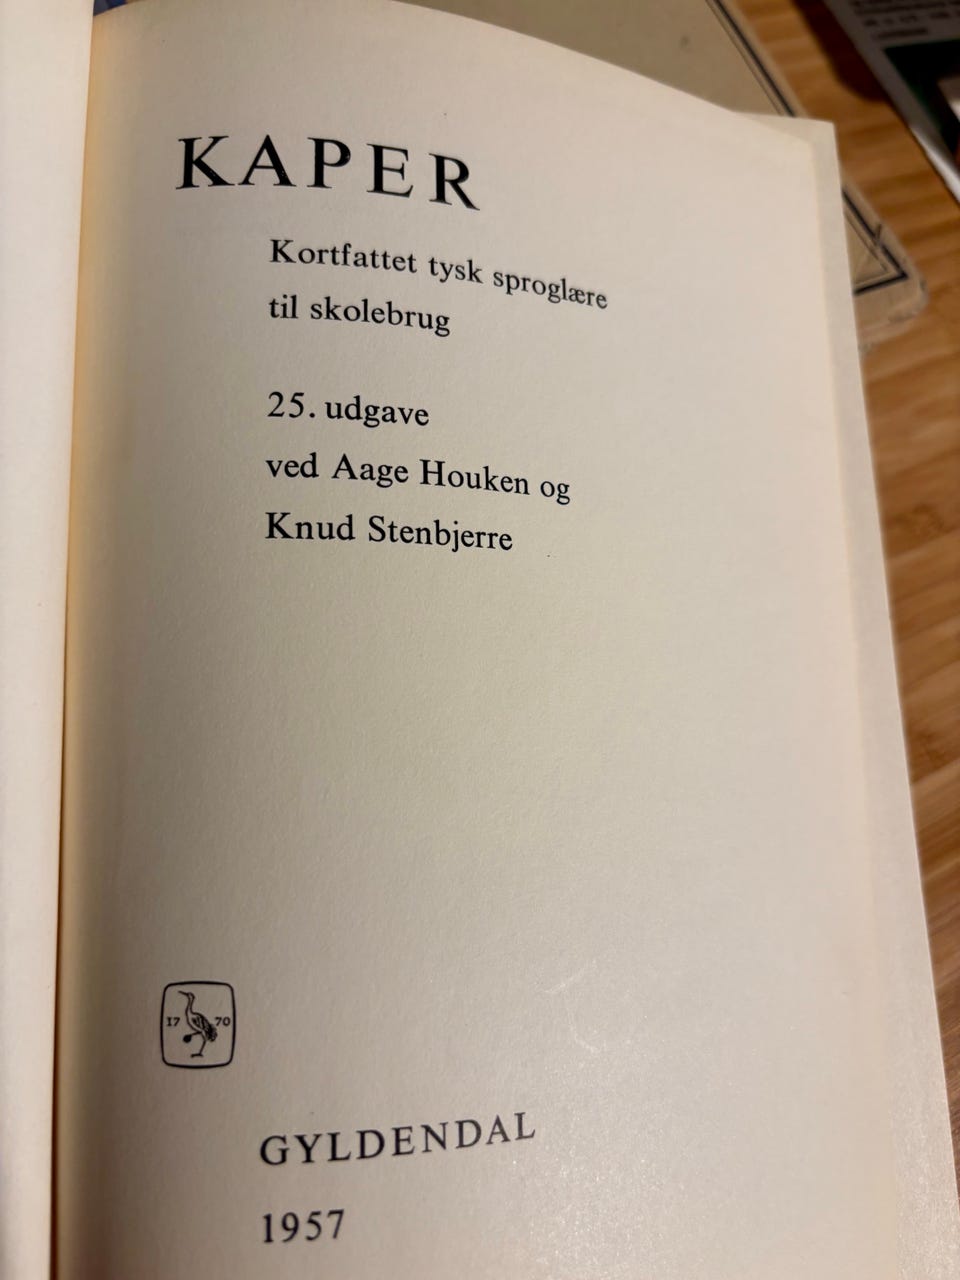 KAPER
Kortfattet tysk sproglære
til skolebrug
25. udgave
ved Aage Houken og
Knud Stenbjerre
17 70
GYLDENDAL
1957